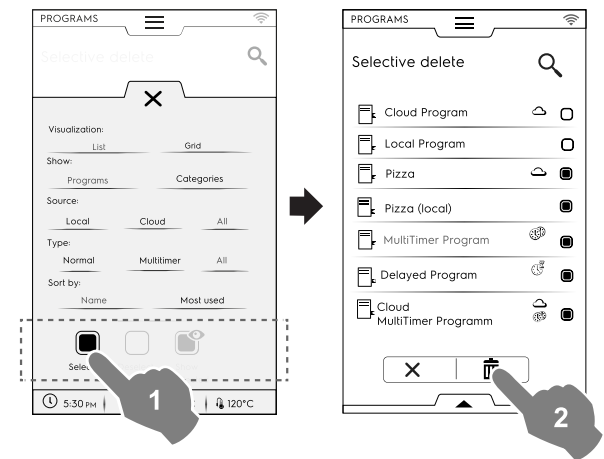 PROGRAMS
Selective delete
Visualization:
List Grid
Show:
Programs Categories
Source:
Local Cloud All
Type:
Normal Multitimer All
Sort by:
Name Most used
5:30 PM 120°C
1
PROGRAMS
Selective delete
Cloud Program
Local Program
Pizza
Pizza (local)
MultiTimer Program
Delayed Program
Cloud
MultiTimer Programm
2